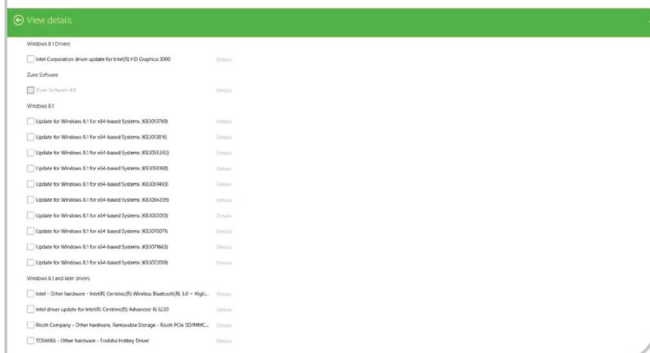 View details
Windows 8.1 Drivers
Intel Corporation driver update for Intel(R) HD Graphics 3000 Details
Zune Software
Zune Software 4.8 Details
Windows 8.1
Update for Windows 8.1 for x64-based Systems (KB3013769) Details
Update for Windows 8.1 for x64-based Systems (KB3013816) Details
Update for Windows 8.1 for x64-based Systems Details
Update for Windows 8.1 for x64-based Systems Details
Update for Windows 8.1 for x64-based Systems Details
Update for Windows 8.1 for x64-based Systems Details
Update for Windows 8.1 for x64-based Systems Details
Update for Windows 8.1 for x64-based Systems Details
Update for Windows 8.1 for x64-based Systems (KB3071663) Details
Update for Windows 8.1 for x64-based Systems Details
Windows 8.1 and later drivers
Intel - Other hardware - Intel(R) Centrino(R) Wireless Bluetooth(R) 3.0 + High... Details
Intel driver update for Intel(R) Centrino(R) Advanced-N 6230 Details
Ricoh Company - Other hardware, Removable Storage - Ricoh PCIe SD/MMC... Details
TOSHIBA - Other hardware - Toshiba Hotkey Driver Details